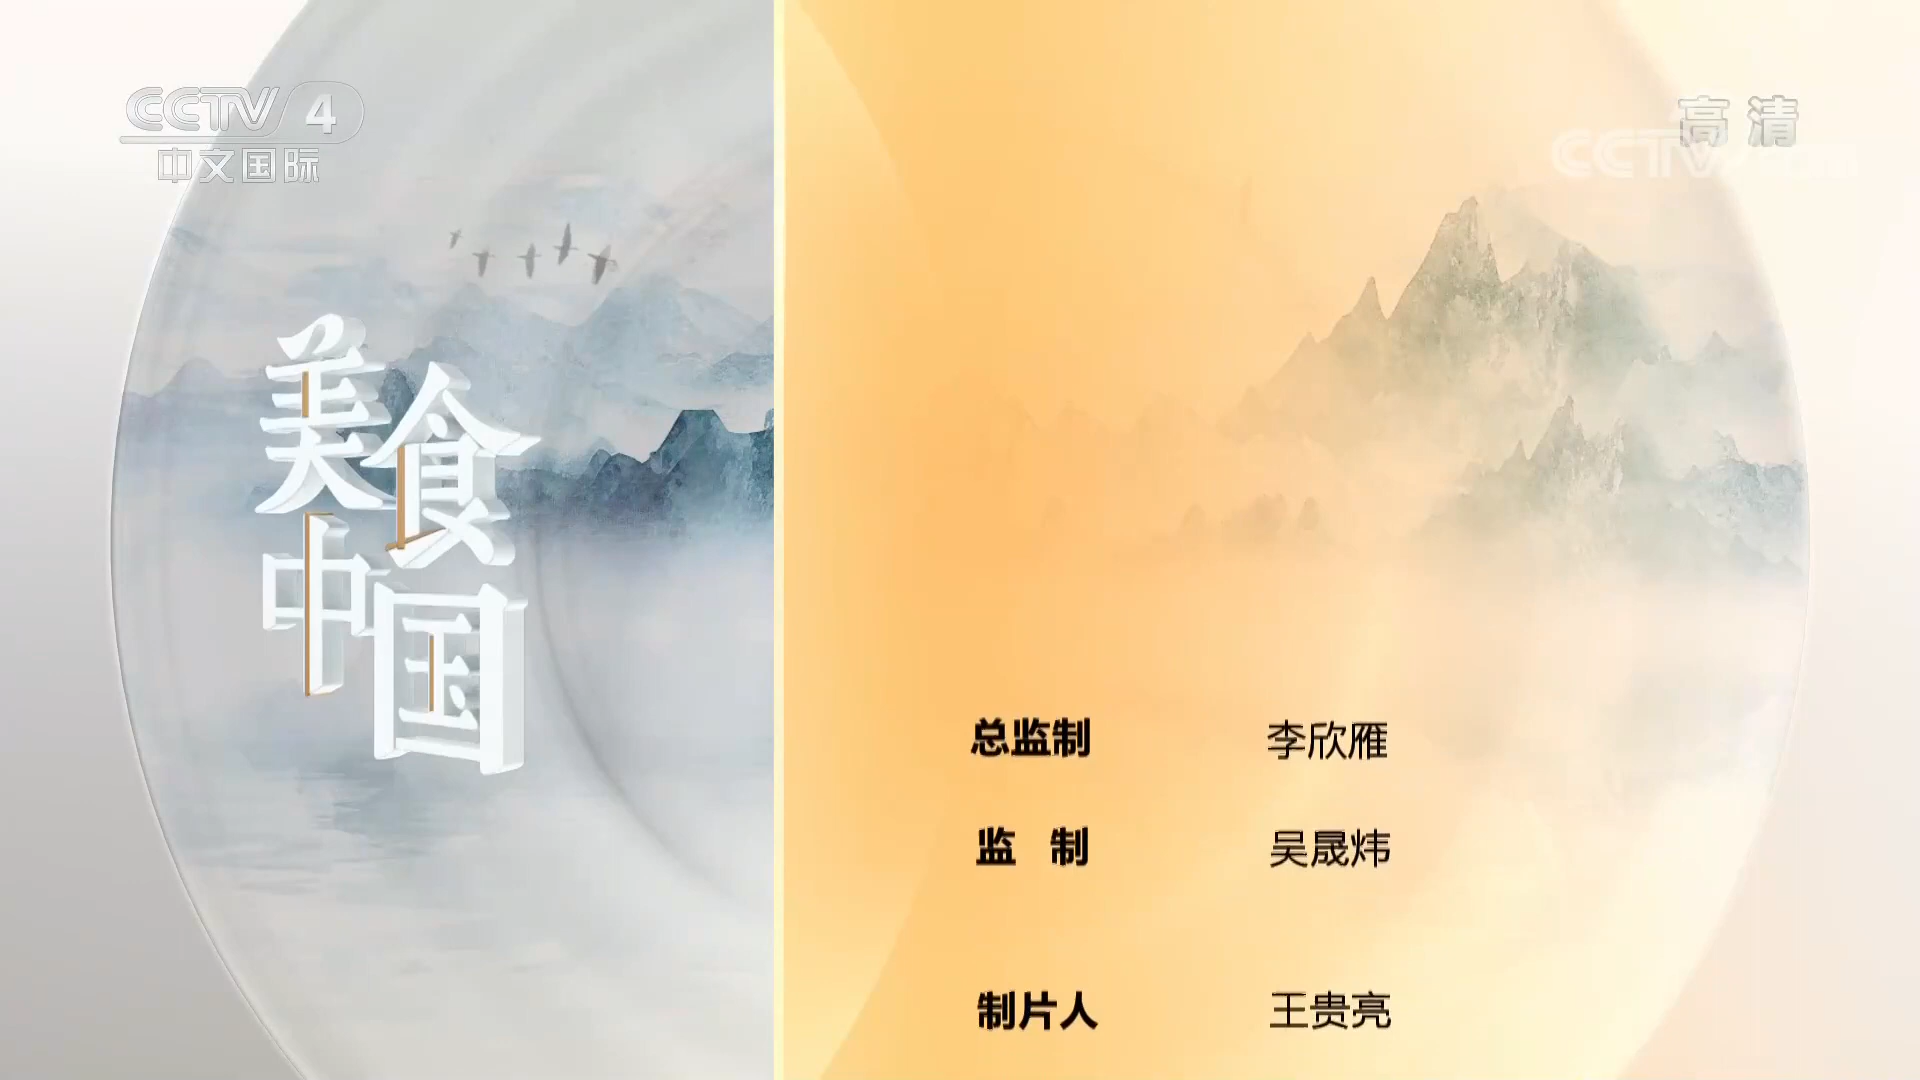 CCTV 4
中文国际
高清
CCTV
美食
中国
总监制 李欣雁
监 制 吴晟炜
制片人 王贵亮